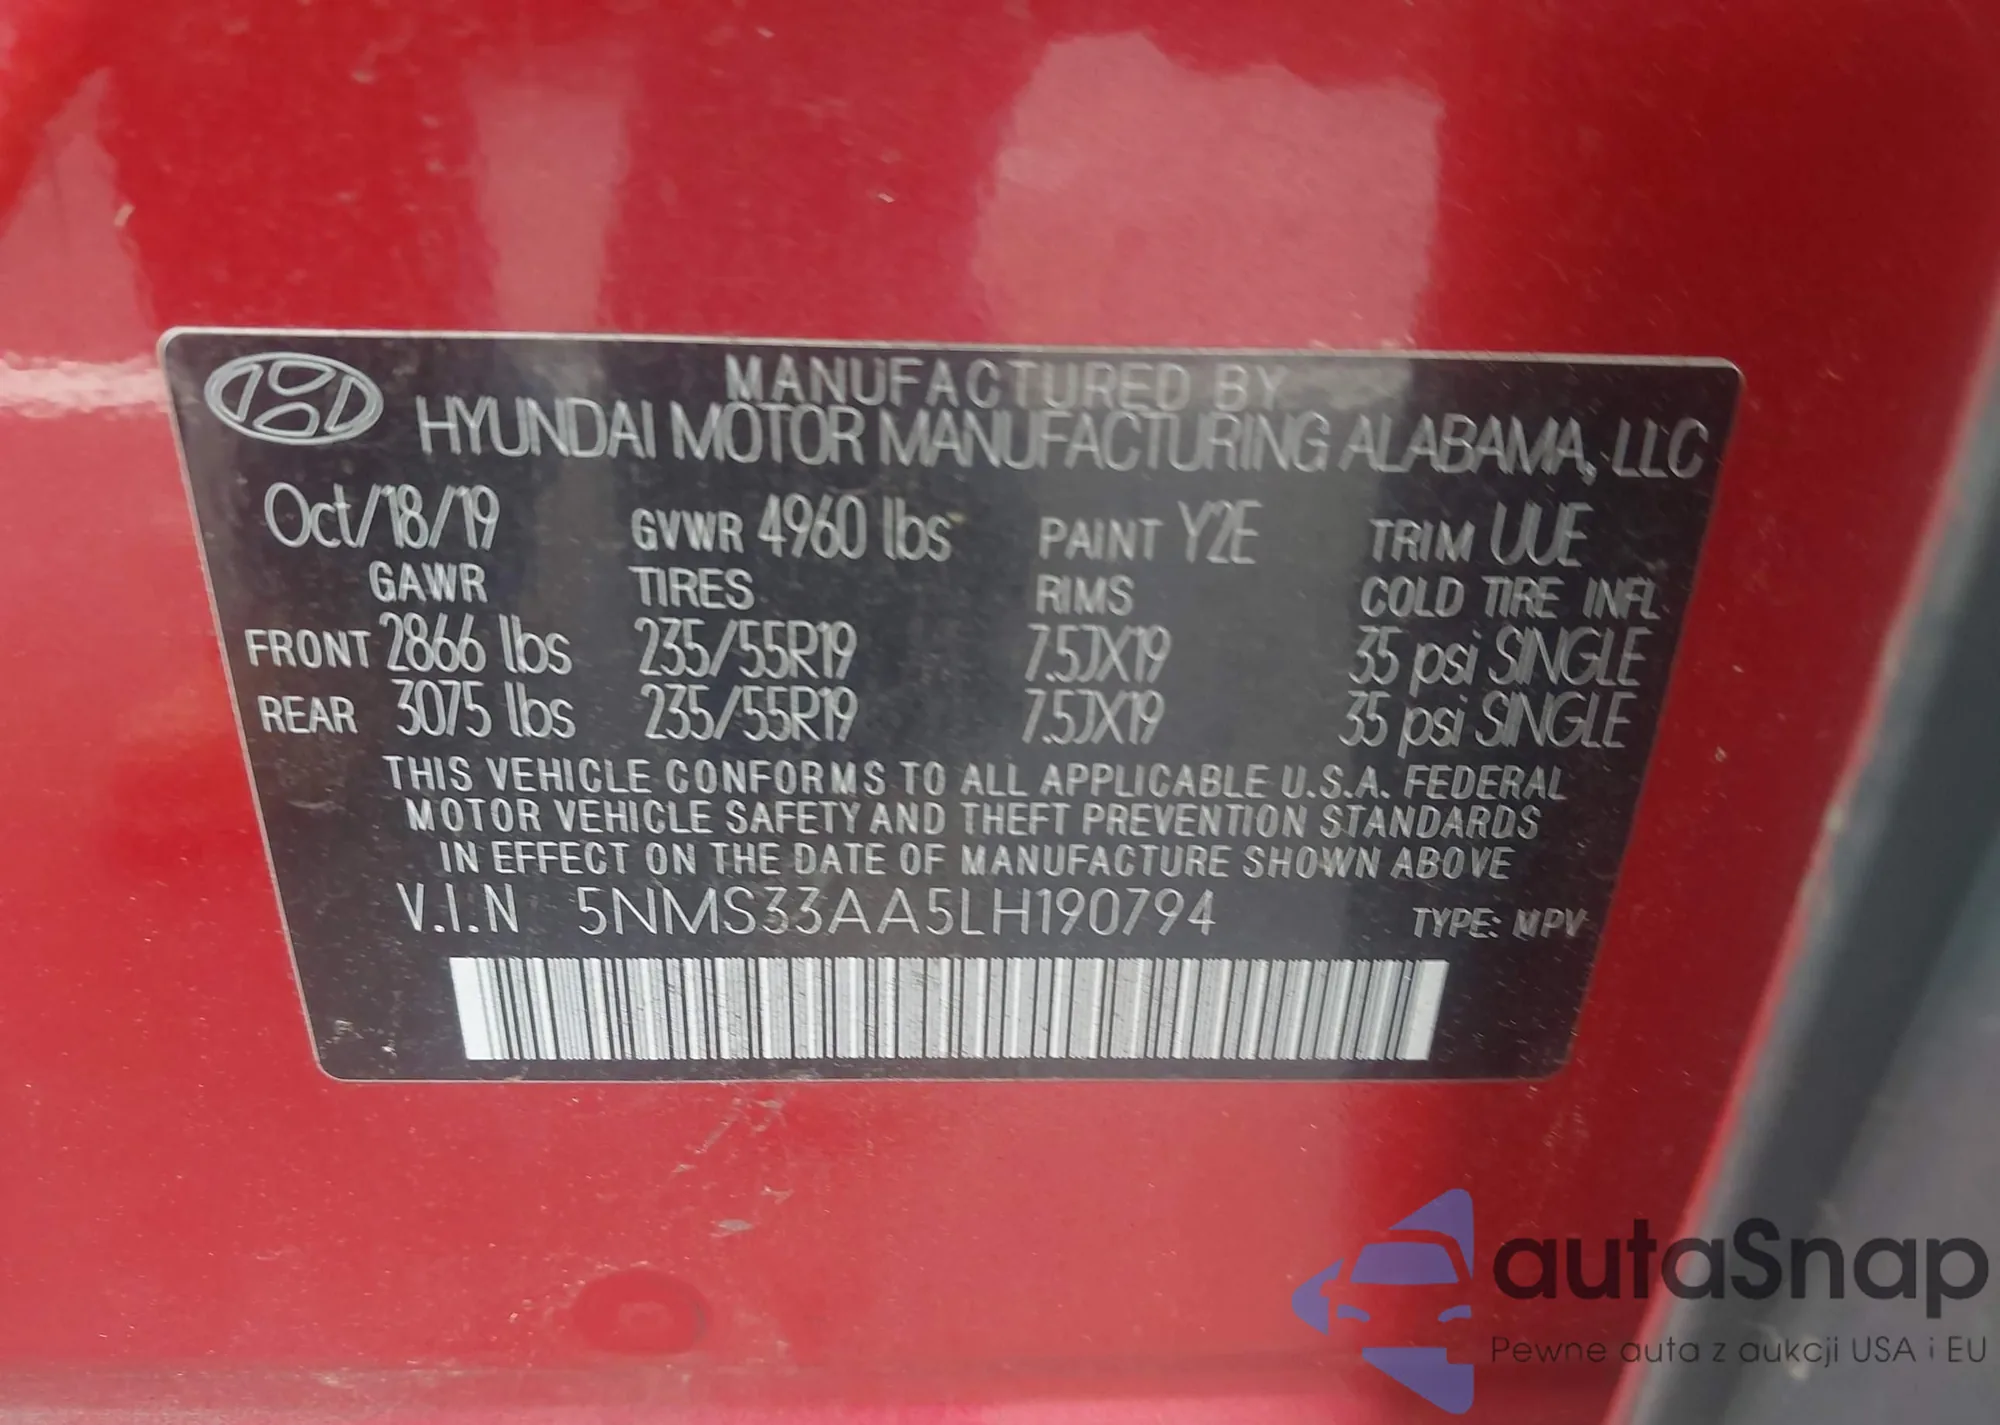 MANUFACTURED BY
HYUNDAI MOTOR MANUFACTURING ALABAMA, LLC
Oct/18/19 GVWR 4960 lbs PAINT Y2E TRIM UUE
GAWR TIRES RIMS COLD TIRE INFL.
FRONT 2866 lbs 235/55R19 7.5JX19 35 psi SINGLE
REAR 3075 lbs 235/55R19 7.5JX19 35 psi SINGLE
THIS VEHICLE CONFORMS TO ALL APPLICABLE U.S.A. FEDERAL
MOTOR VEHICLE SAFETY AND THEFT PREVENTION STANDARDS
IN EFFECT ON THE DATE OF MANUFACTURE SHOWN ABOVE
V.I.N 5NMS33AA5LH190794 TYPE: MPV
autaSnap
Pewne auta z aukcji USA i EU